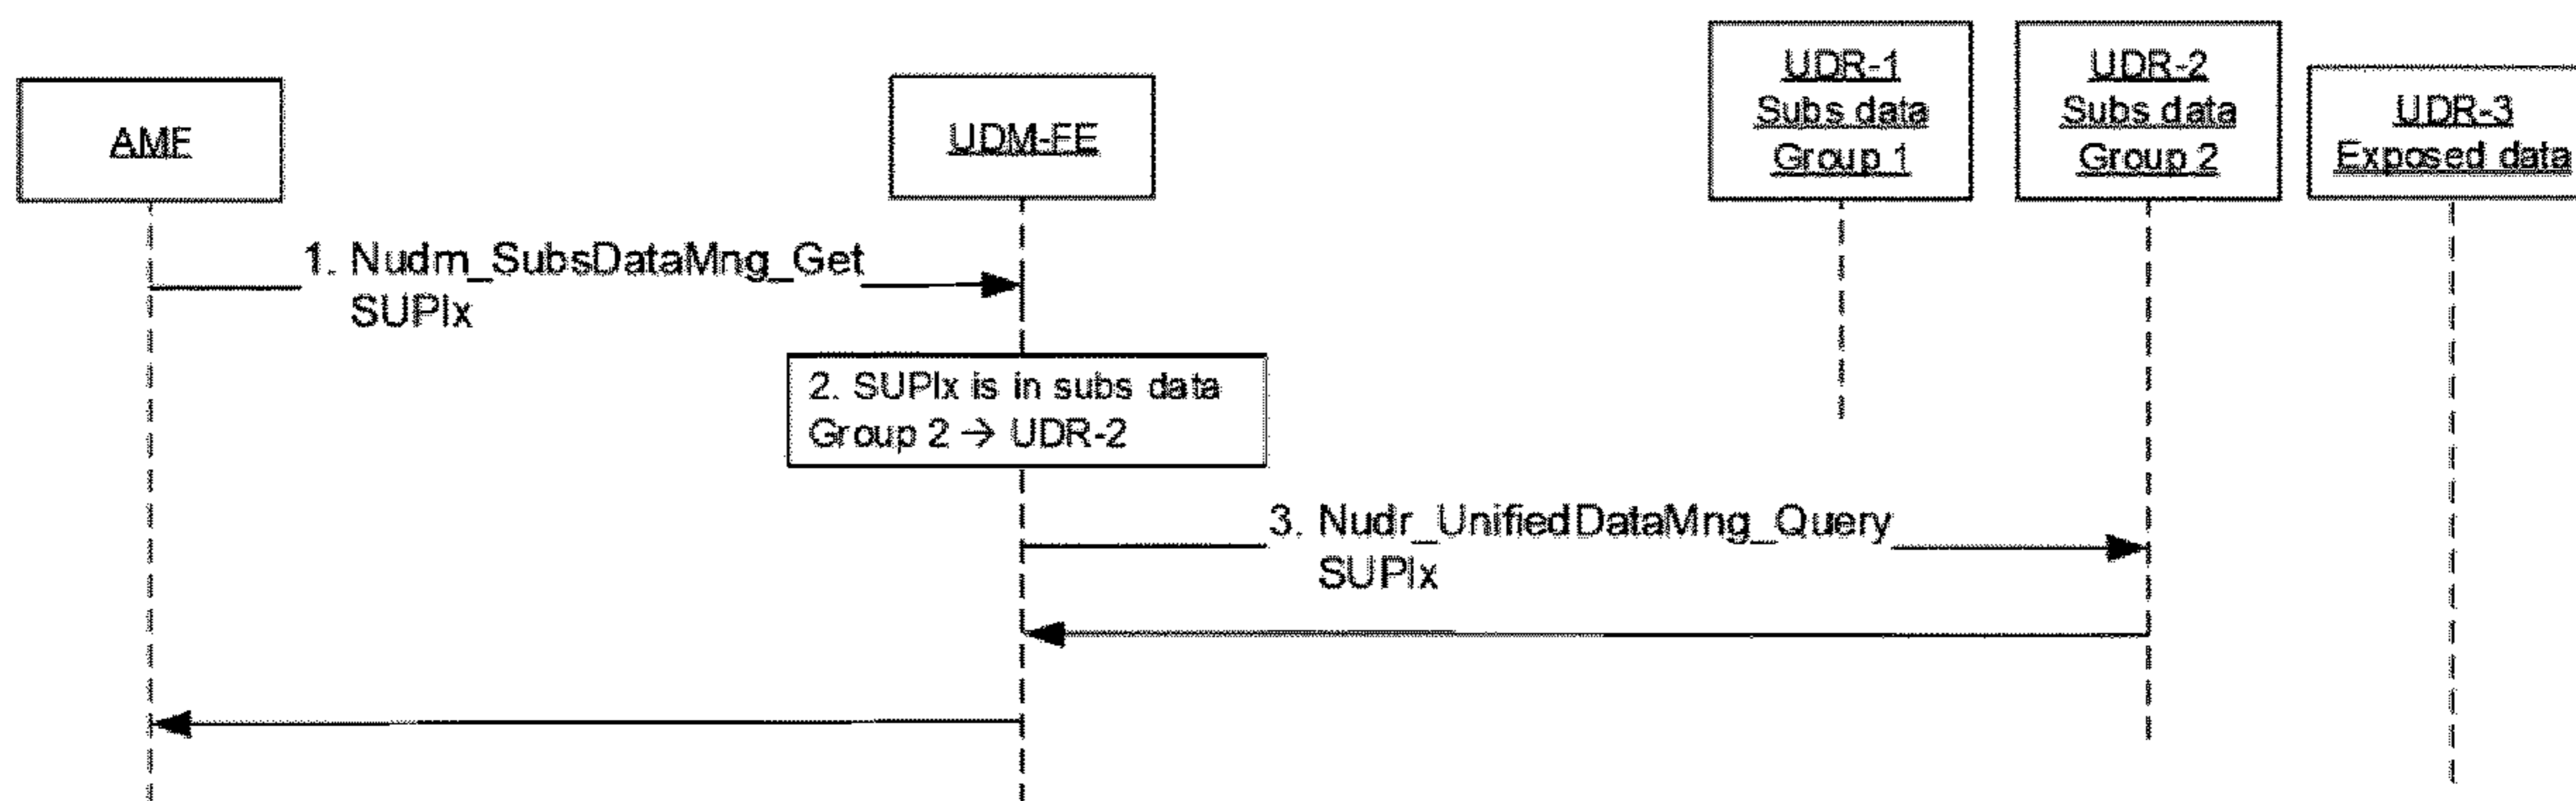 AMF
UDM-FE
UDR-1
Subs data
Group 1
UDR-2
Subs data
Group 2
UDR-3
Exposed data
1. Nudm_SubsDataMng_Get
SUPIx
2. SUPIx is in subs data
Group 2 → UDR-2
3. Nudr_UnifiedDataMng_Query
SUPIx